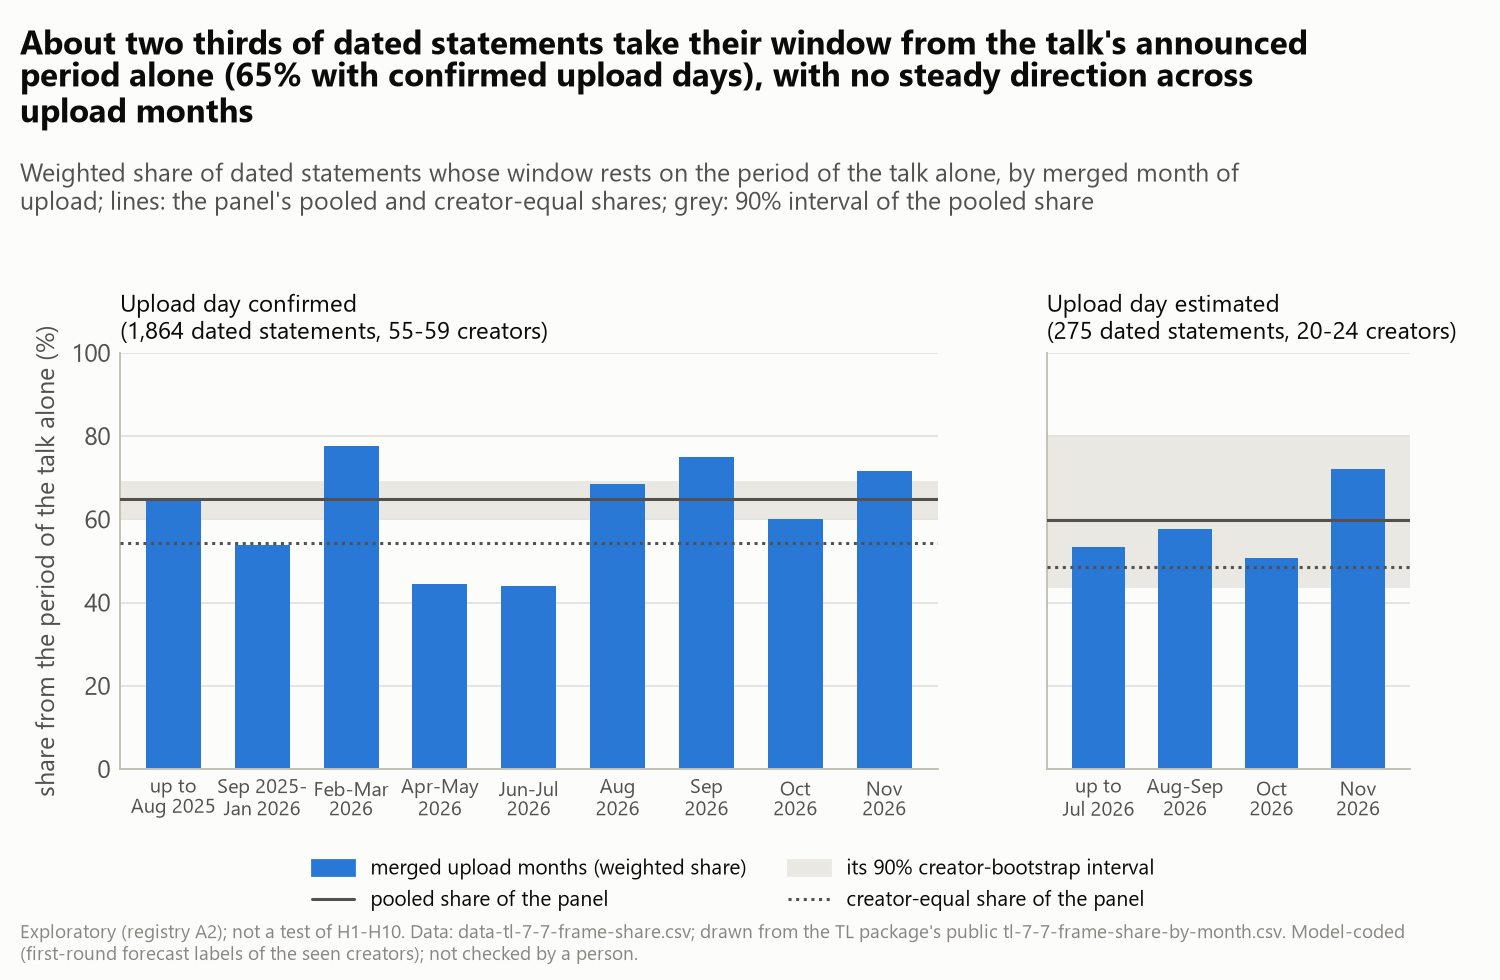 About two thirds of dated statements take their window from the talk's announced
period alone (65% with confirmed upload days), with no steady direction across
upload months
Weighted share of dated statements whose window rests on the period of the talk alone, by merged month of
upload; lines: the panel's pooled and creator-equal shares; grey: 90% interval of the pooled share
Upload day confirmed
(1,864 dated statements, 55-59 creators)
Upload day estimated
(275 dated statements, 20-24 creators)
share from the period of the talk alone (%)
100
80
60
40
20
0
up to
Aug 2025
Sep 2025-
Jan 2026
Feb-Mar
2026
Apr-May
2026
Jun-Jul
2026
Aug
2026
Sep
2026
Oct
2026
Nov
2026
up to
Jul 2026
Aug-Sep
2026
Oct
2026
Nov
2026
merged upload months (weighted share)
pooled share of the panel
its 90% creator-bootstrap interval
creator-equal share of the panel
Exploratory (registry A2); not a test of H1-H10. Data: data-tl-7-7-frame-share.csv; drawn from the TL package's public tl-7-7-frame-share-by-month.csv. Model-coded
(first-round forecast labels of the seen creators); not checked by a person.